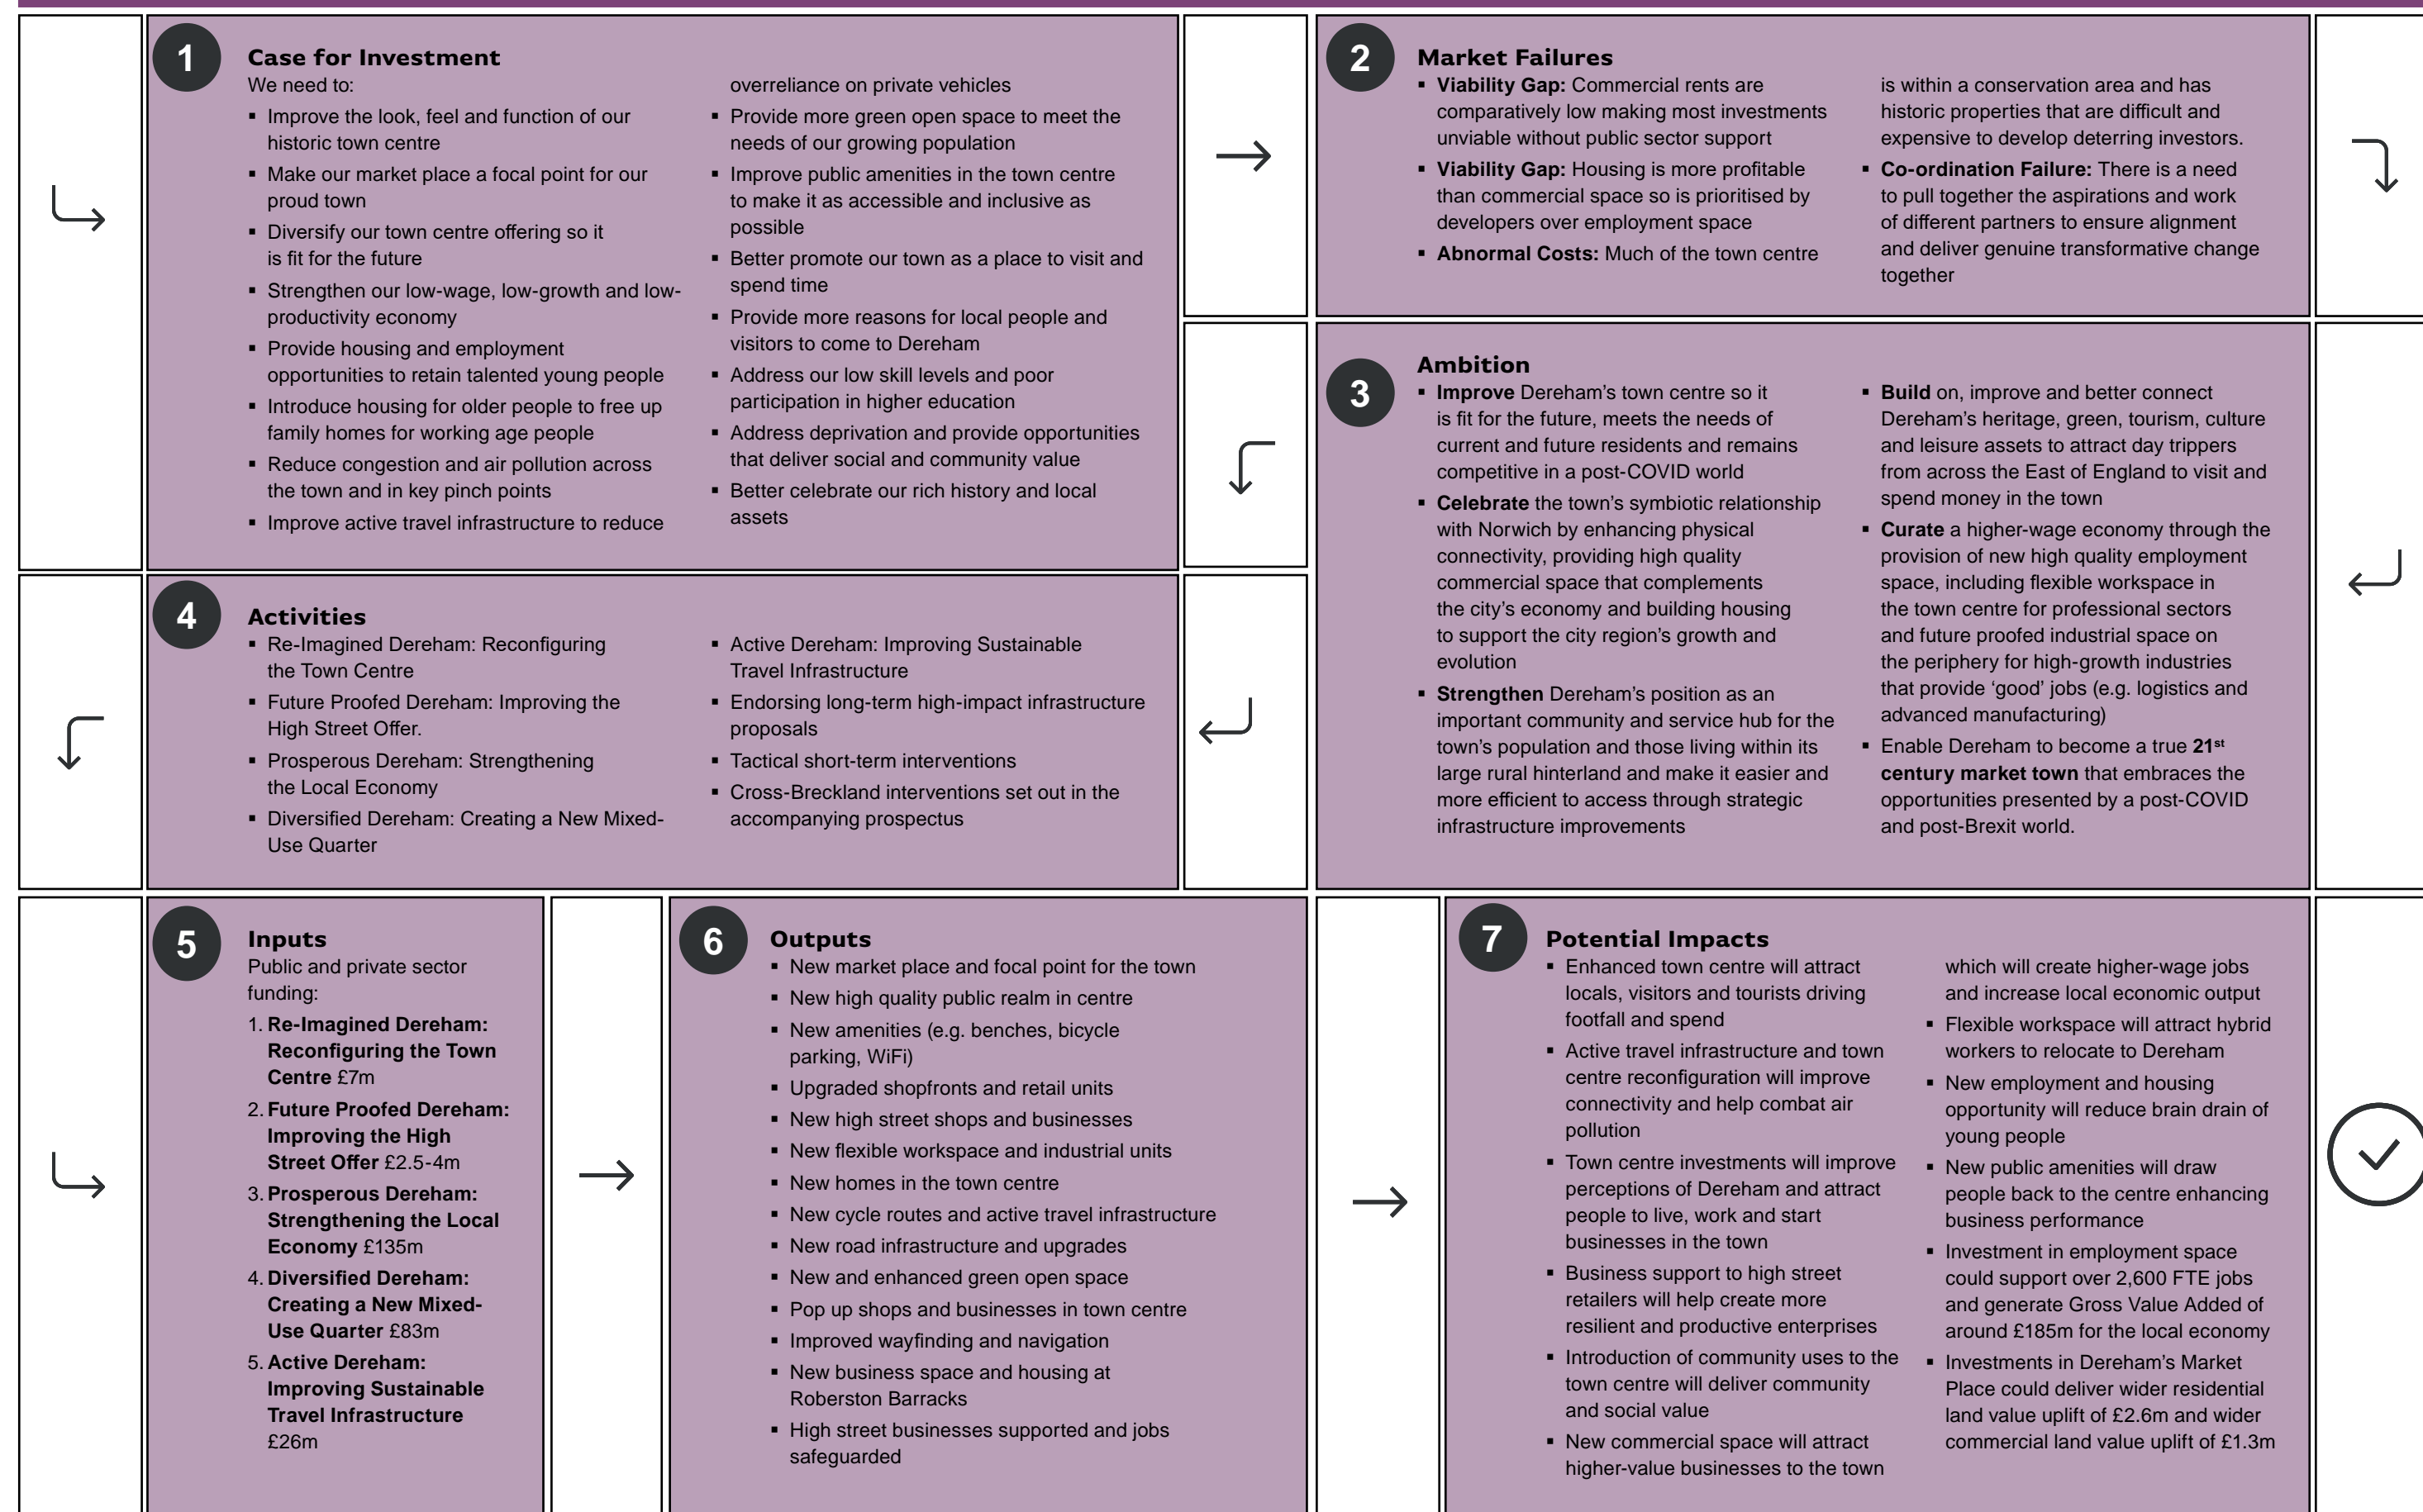 1
Case for Investment
We need to:
▪ Improve the look, feel and function of our
historic town centre
▪ Make our market place a focal point for our
proud town
▪ Diversify our town centre offering so it
is fit for the future
▪ Strengthen our low-wage, low-growth and low-
productivity economy
▪ Provide housing and employment
opportunities to retain talented young people
▪ Introduce housing for older people to free up
family homes for working age people
▪ Reduce congestion and air pollution across
the town and in key pinch points
▪ Improve active travel infrastructure to reduce
overreliance on private vehicles
▪ Provide more green open space to meet the
needs of our growing population
▪ Improve public amenities in the town centre
to make it as accessible and inclusive as
possible
▪ Better promote our town as a place to visit and
spend time
▪ Provide more reasons for local people and
visitors to come to Dereham
▪ Address our low skill levels and poor
participation in higher education
▪ Address deprivation and provide opportunities
that deliver social and community value
▪ Better celebrate our rich history and local
assets
2
Market Failures
▪ Viability Gap: Commercial rents are
comparatively low making most investments
unviable without public sector support
▪ Viability Gap: Housing is more profitable
than commercial space so is prioritised by
developers over employment space
▪ Abnormal Costs: Much of the town centre
is within a conservation area and has
historic properties that are difficult and
expensive to develop deterring investors.
▪ Co-ordination Failure: There is a need
to pull together the aspirations and work
of different partners to ensure alignment
and deliver genuine transformative change
together
3
Ambition
▪ Improve Dereham’s town centre so it
is fit for the future, meets the needs of
current and future residents and remains
competitive in a post-COVID world
▪ Celebrate the town’s symbiotic relationship
with Norwich by enhancing physical
connectivity, providing high quality
commercial space that complements
the city’s economy and building housing
to support the city region’s growth and
evolution
▪ Strengthen Dereham’s position as an
important community and service hub for the
town’s population and those living within its
large rural hinterland and make it easier and
more efficient to access through strategic
infrastructure improvements
▪ Build on, improve and better connect
Dereham’s heritage, green, tourism, culture
and leisure assets to attract day trippers
from across the East of England to visit and
spend money in the town
▪ Curate a higher-wage economy through the
provision of new high quality employment
space, including flexible workspace in
the town centre for professional sectors
and future proofed industrial space on
the periphery for high-growth industries
that provide ‘good’ jobs (e.g. logistics and
advanced manufacturing)
▪ Enable Dereham to become a true 21st
century market town that embraces the
opportunities presented by a post-COVID
and post-Brexit world.
4
Activities
▪ Re-Imagined Dereham: Reconfiguring
the Town Centre
▪ Future Proofed Dereham: Improving the
High Street Offer.
▪ Prosperous Dereham: Strengthening
the Local Economy
▪ Diversified Dereham: Creating a New Mixed-
Use Quarter
▪ Active Dereham: Improving Sustainable
Travel Infrastructure
▪ Endorsing long-term high-impact infrastructure
proposals
▪ Tactical short-term interventions
▪ Cross-Breckland interventions set out in the
accompanying prospectus
5
Inputs
Public and private sector
funding:
1. Re-Imagined Dereham:
Reconfiguring the Town
Centre £7m
2. Future Proofed Dereham:
Improving the High
Street Offer £2.5-4m
3. Prosperous Dereham:
Strengthening the Local
Economy £135m
4. Diversified Dereham:
Creating a New Mixed-
Use Quarter £83m
5. Active Dereham:
Improving Sustainable
Travel Infrastructure
£26m
6
Outputs
▪ New market place and focal point for the town
▪ New high quality public realm in centre
▪ New amenities (e.g. benches, bicycle
parking, WiFi)
▪ Upgraded shopfronts and retail units
▪ New high street shops and businesses
▪ New flexible workspace and industrial units
▪ New homes in the town centre
▪ New cycle routes and active travel infrastructure
▪ New road infrastructure and upgrades
▪ New and enhanced green open space
▪ Pop up shops and businesses in town centre
▪ Improved wayfinding and navigation
▪ New business space and housing at
Roberston Barracks
▪ High street businesses supported and jobs
safeguarded
7
Potential Impacts
▪ Enhanced town centre will attract
locals, visitors and tourists driving
footfall and spend
▪ Active travel infrastructure and town
centre reconfiguration will improve
connectivity and help combat air
pollution
▪ Town centre investments will improve
perceptions of Dereham and attract
people to live, work and start
businesses in the town
▪ Business support to high street
retailers will help create more
resilient and productive enterprises
▪ Introduction of community uses to the
town centre will deliver community
and social value
▪ New commercial space will attract
higher-value businesses to the town
which will create higher-wage jobs
and increase local economic output
▪ Flexible workspace will attract hybrid
workers to relocate to Dereham
▪ New employment and housing
opportunity will reduce brain drain of
young people
▪ New public amenities will draw
people back to the centre enhancing
business performance
▪ Investment in employment space
could support over 2,600 FTE jobs
and generate Gross Value Added of
around £185m for the local economy
▪ Investments in Dereham’s Market
Place could deliver wider residential
land value uplift of £2.6m and wider
commercial land value uplift of £1.3m